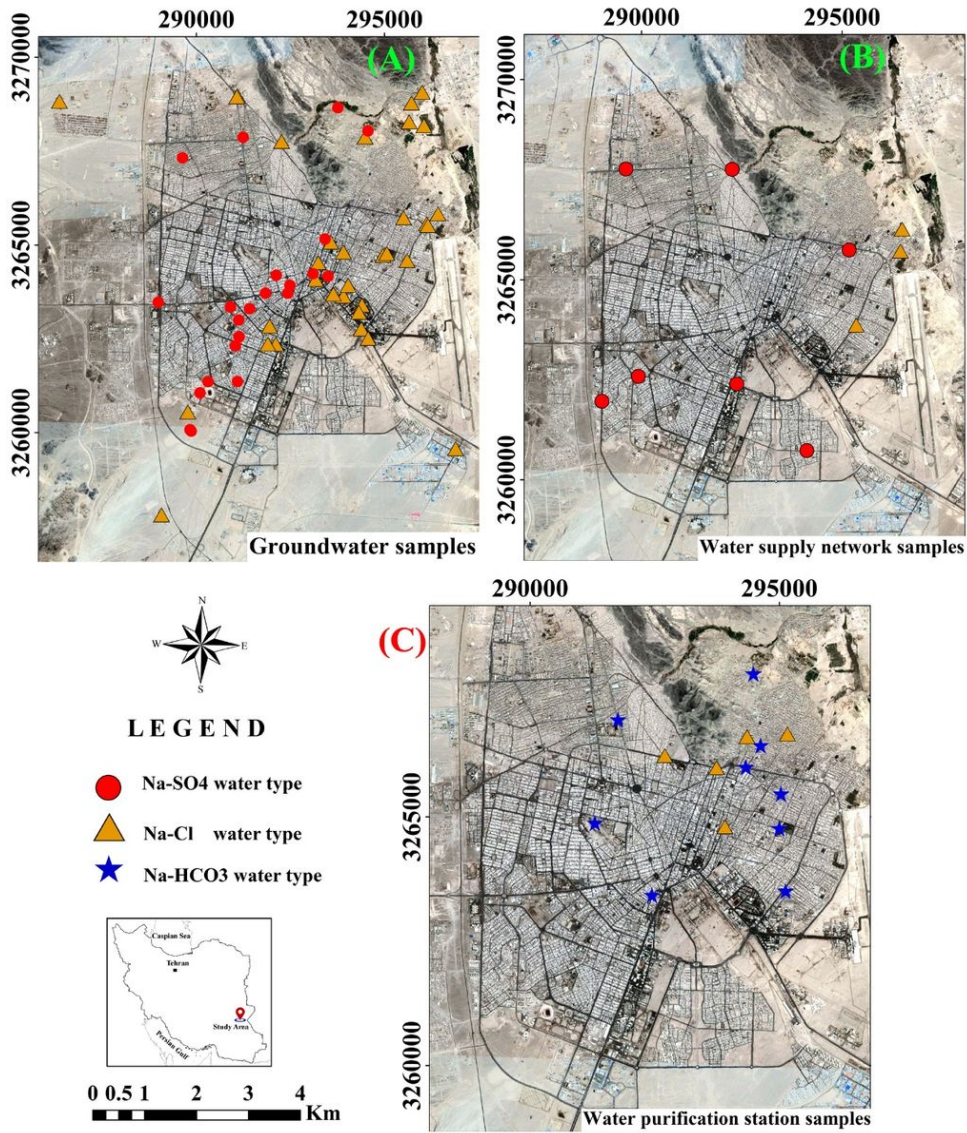 290000 295000
290000 295000
(A)
(B)
3270000
3265000
3260000
3270000
3265000
3260000
Groundwater samples
Water supply network samples
N
W E
S
LEGEND
Na-SO4 water type
Na-Cl water type
Na-HCO3 water type
Caspian Sea
Tehran
Study Area
Persian Gulf
0 0.5 1 2 3 4
Km
290000 295000
(C)
3265000
3260000
Water purification station samples